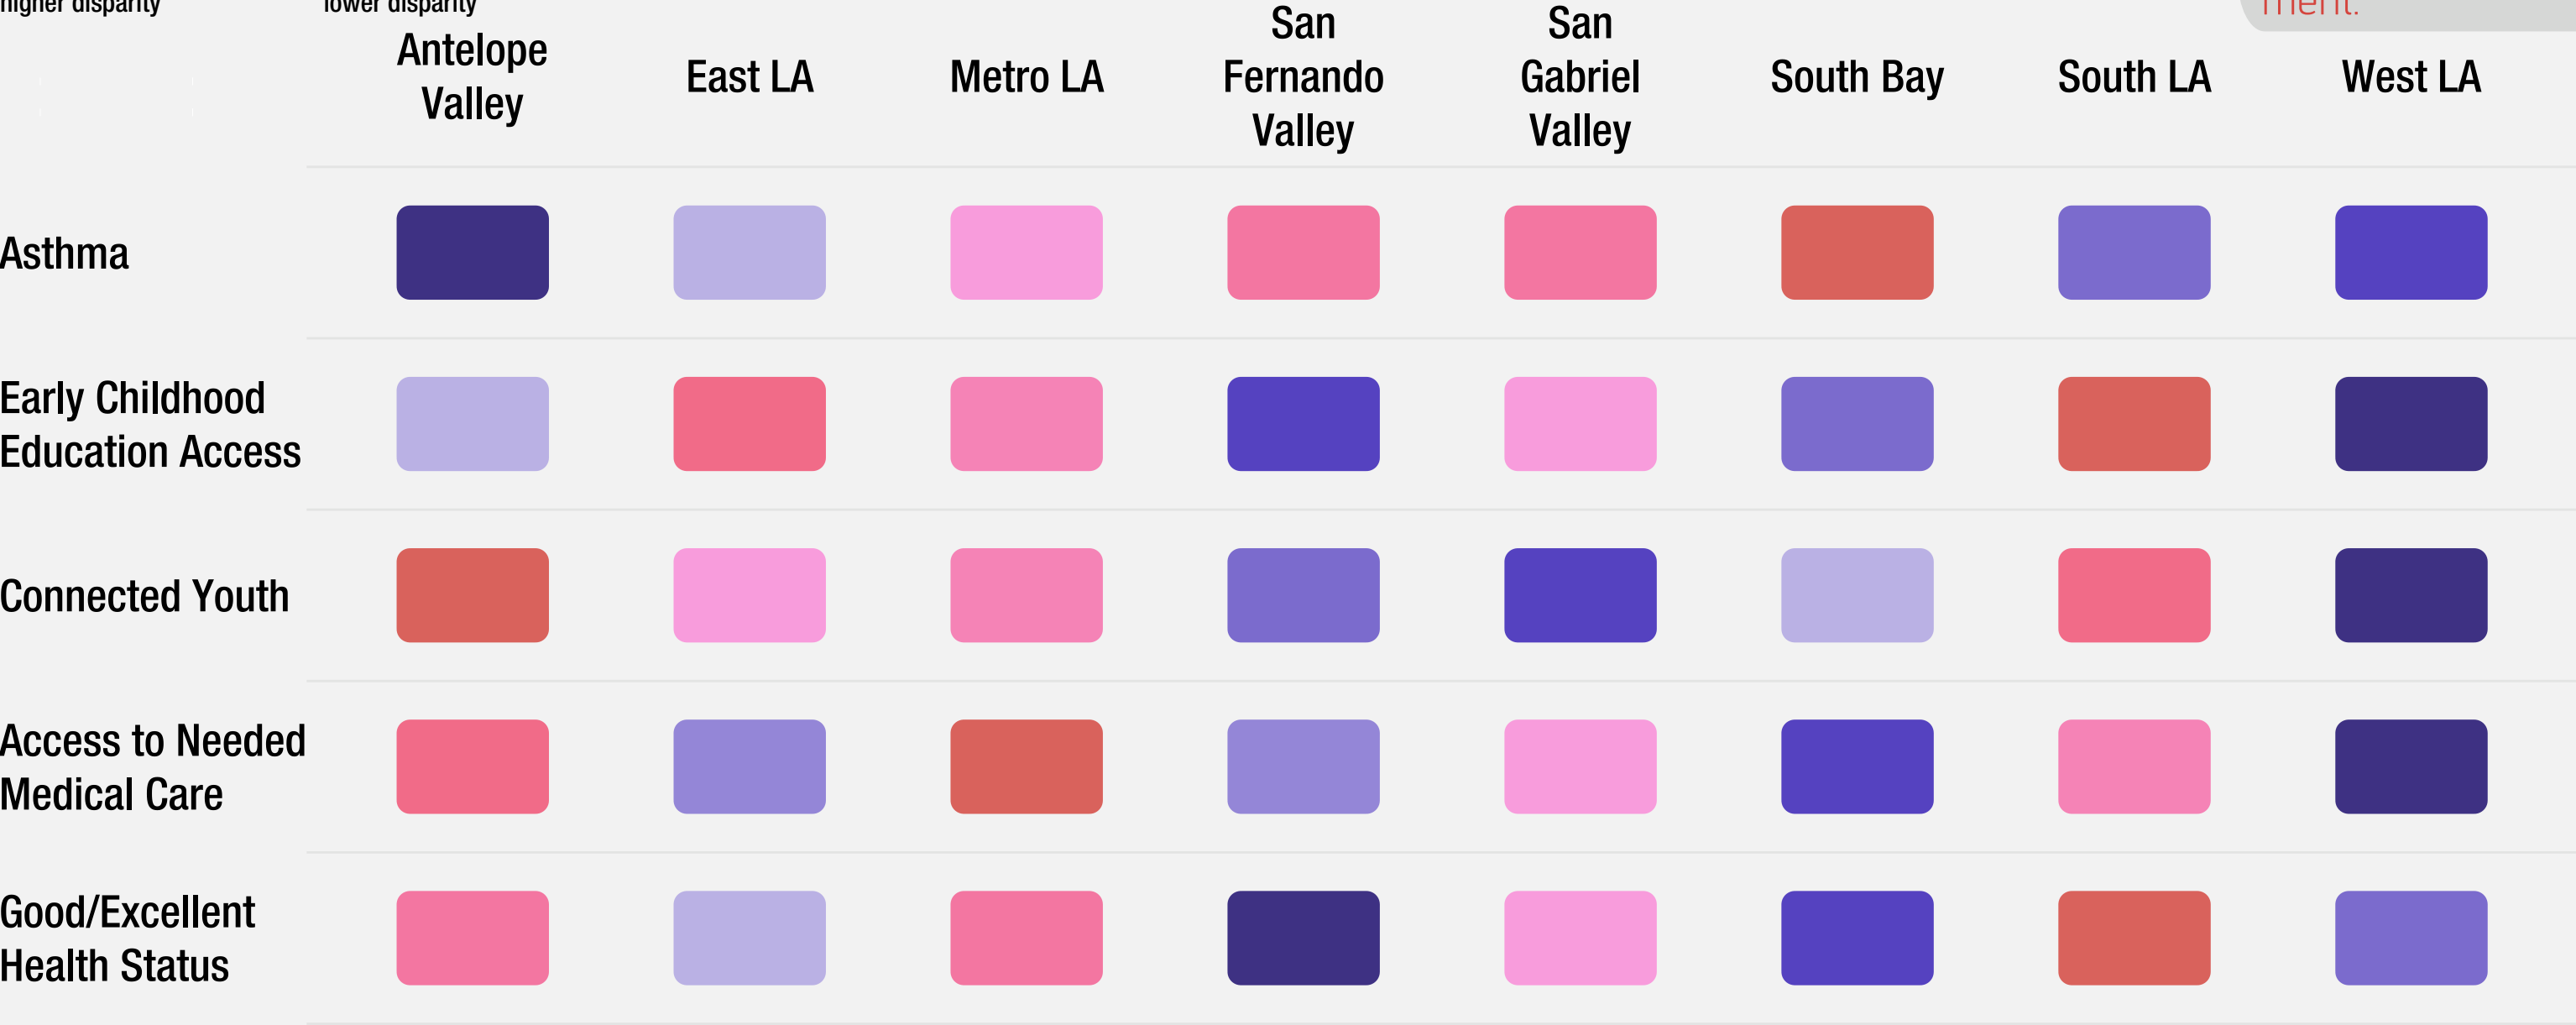 higher disparity
lower disparity
ment.
Antelope
Valley
East LA
Metro LA
San
Fernando
Valley
San
Gabriel
Valley
South Bay
South LA
West LA
Asthma
Early Childhood
Education Access
Connected Youth
Access to Needed
Medical Care
Good/Excellent
Health Status